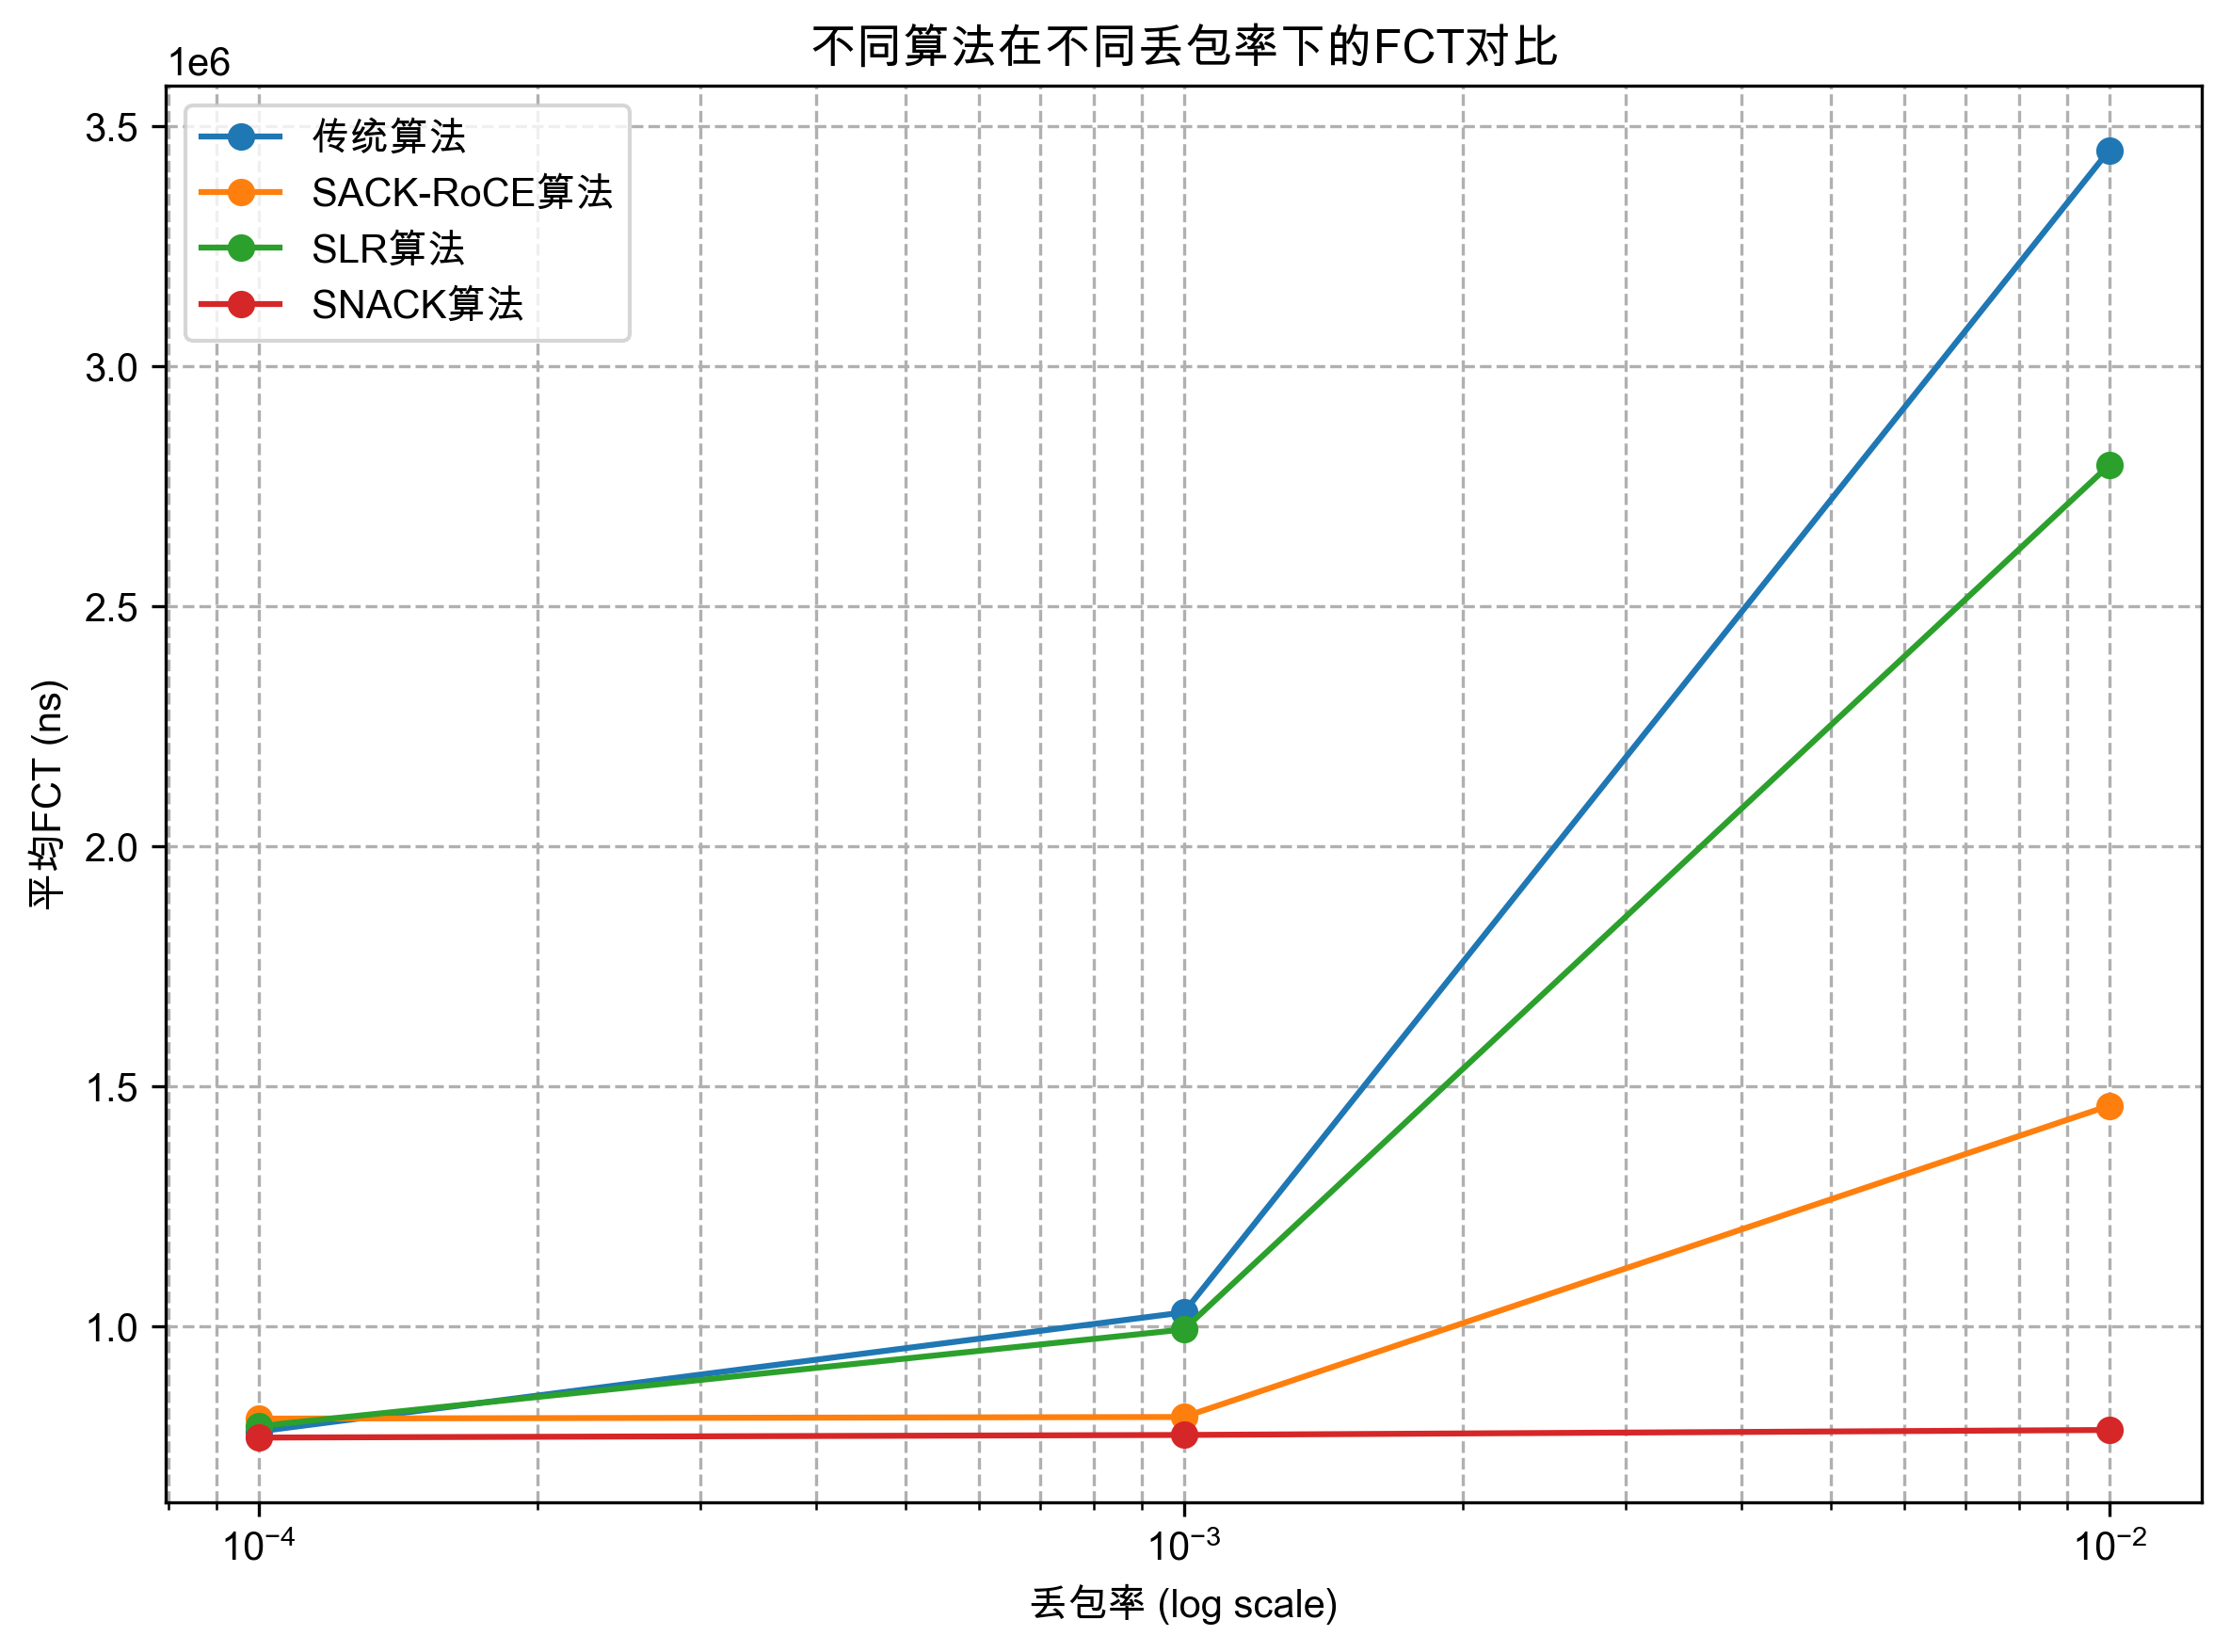 不同算法在不同丢包率下的FCT对比
1e6
传统算法
SACK-RoCE算法
SLR算法
SNACK算法
3.5
3.0
2.5
2.0
1.5
1.0
平均FCT (ns)
10⁻⁴ 10⁻³ 10⁻²
丢包率 (log scale)